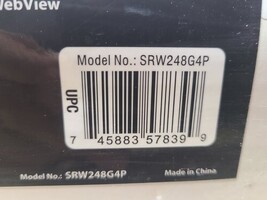 WebView
Model No.: SRW248G4P
UPC
7 45883 57839 9
Model No.: SRW248G4P Made in China